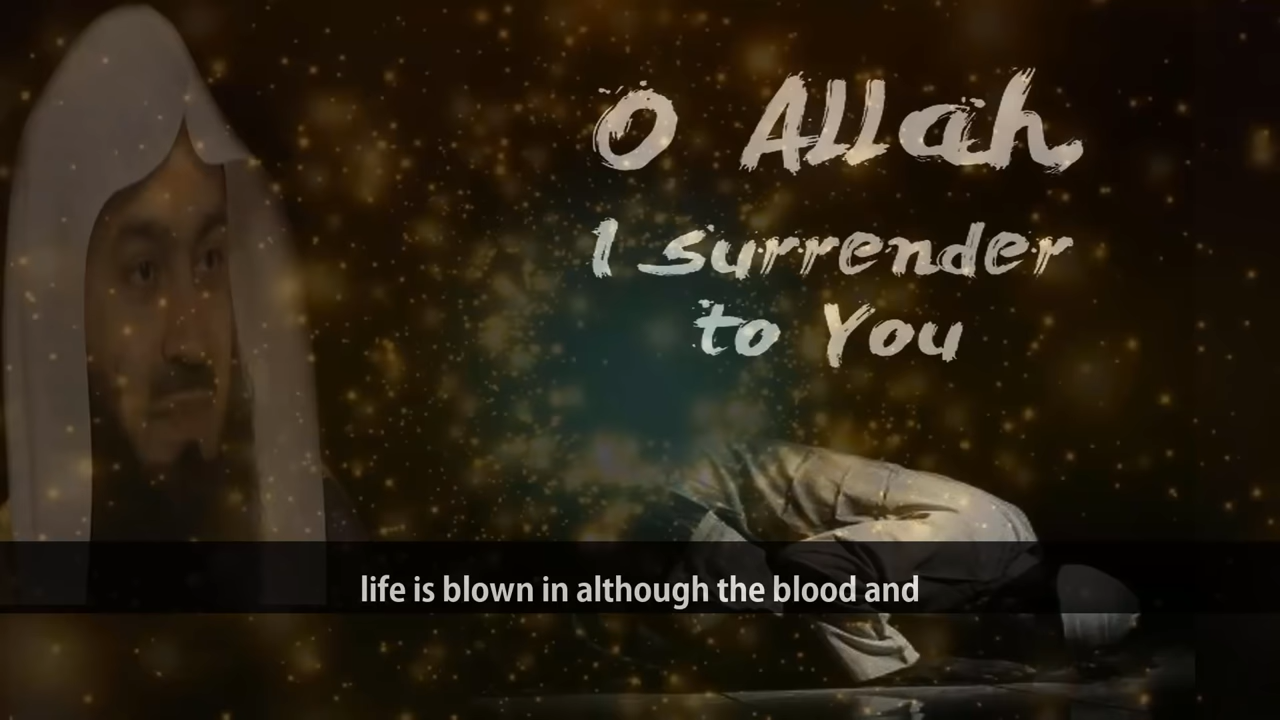 O Allah,
I surrender
to You
life is blown in although the blood and